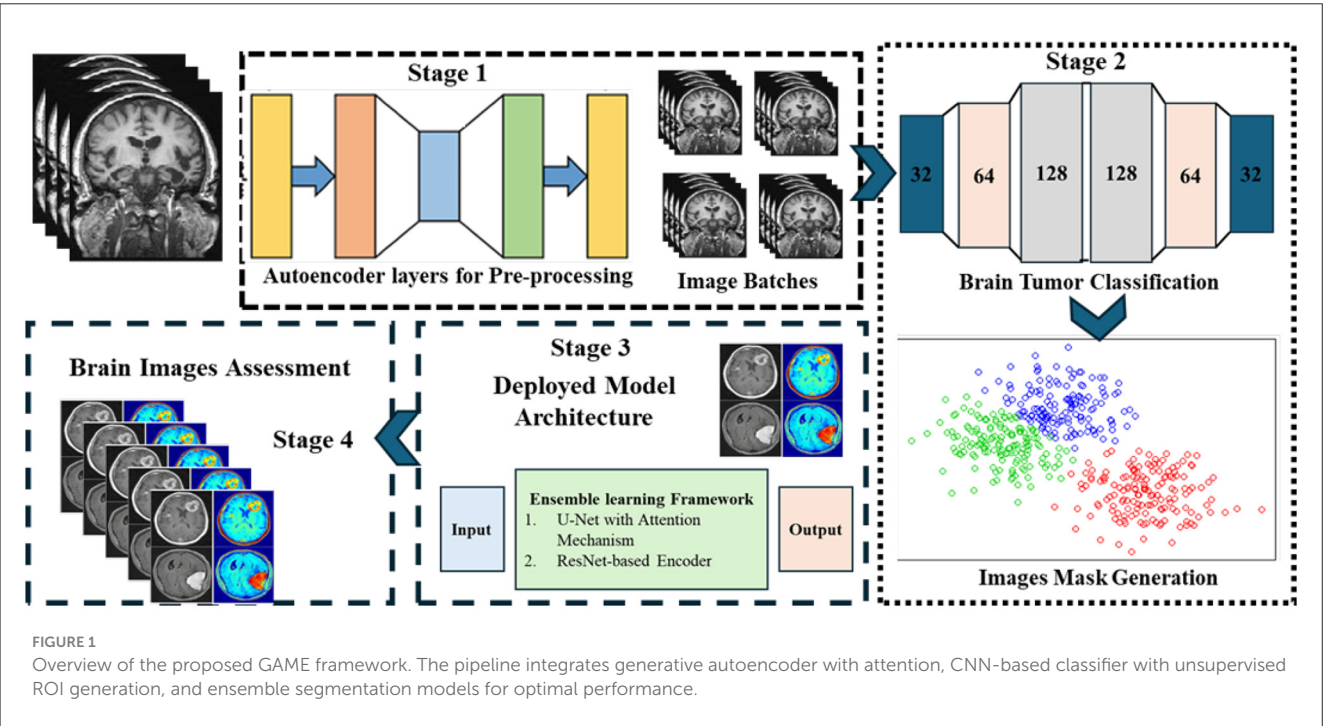 Stage 1
Autoencoder layers for Pre-processing
Image Batches
Stage 2
32
64
128
128
64
32
Brain Tumor Classification
Images Mask Generation
Stage 3
Deployed Model
Architecture
Input
Ensemble learning Framework
1. U-Net with Attention
Mechanism
2. ResNet-based Encoder
Output
Brain Images Assessment
Stage 4
FIGURE 1
Overview of the proposed GAME framework. The pipeline integrates generative autoencoder with attention, CNN-based classifier with unsupervised
ROI generation, and ensemble segmentation models for optimal performance.